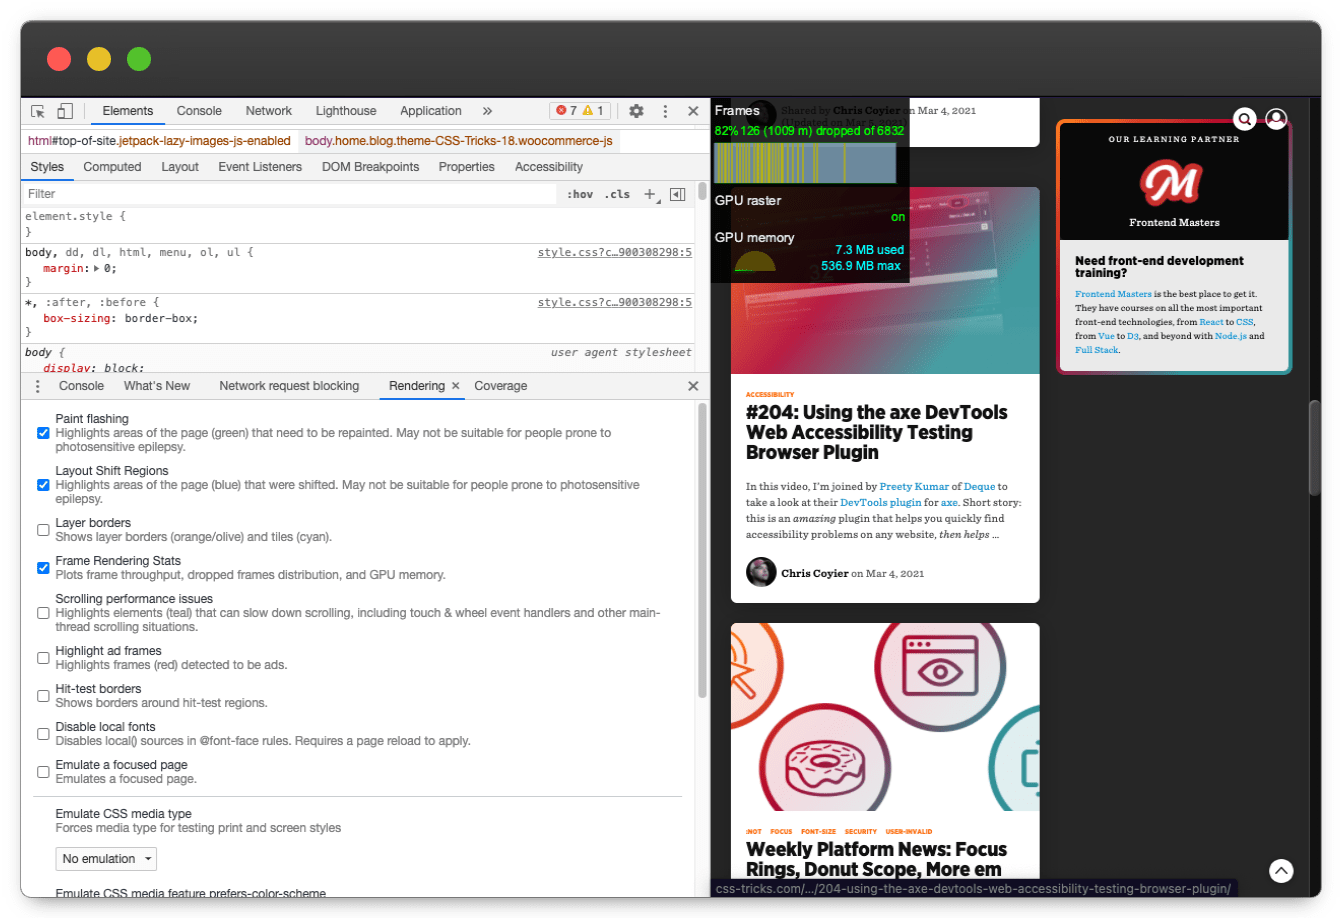 Elements Console Network Lighthouse Application » 7 1
html#top-of-site.jetpack-lazy-images-js-enabled body.home.blog.theme-CSS-Tricks-18.woocommerce-js
Styles Computed Layout Event Listeners DOM Breakpoints Properties Accessibility
Filter :hov .cls +
element.style {
}
body, dd, dl, html, menu, ol, ul { style.css?c…900308298:5
margin: 0;
}
*, :after, :before { style.css?c…900308298:5
box-sizing: border-box;
}
body { user agent stylesheet
display: block;
Console What's New Network request blocking Rendering × Coverage
Paint flashing
Highlights areas of the page (green) that need to be repainted. May not be suitable for people prone to
photosensitive epilepsy.
Layout Shift Regions
Highlights areas of the page (blue) that were shifted. May not be suitable for people prone to photosensitive
epilepsy.
Layer borders
Shows layer borders (orange/olive) and tiles (cyan).
Frame Rendering Stats
Plots frame throughput, dropped frames distribution, and GPU memory.
Scrolling performance issues
Highlights elements (teal) that can slow down scrolling, including touch & wheel event handlers and other main-
thread scrolling situations.
Highlight ad frames
Highlights frames (red) detected to be ads.
Hit-test borders
Shows borders around hit-test regions.
Disable local fonts
Disables local() sources in @font-face rules. Requires a page reload to apply.
Emulate a focused page
Emulates a focused page.
Emulate CSS media type
Forces media type for testing print and screen styles
No emulation
Emulate CSS media feature prefers-color-scheme
Frames
82% 126 (1009 m) dropped of 6832
GPU raster
on
GPU memory
7.3 MB used
536.9 MB max
Shared by Chris Coyier on Mar 4, 2021
(Updated on Mar 5, 2021)
ACCESSIBILITY
#204: Using the axe DevTools
Web Accessibility Testing
Browser Plugin
In this video, I'm joined by Preety Kumar of Deque to
take a look at their DevTools plugin for axe. Short story:
this is an amazing plugin that helps you quickly find
accessibility problems on any website, then helps …
Chris Coyier on Mar 4, 2021
:NOT FOCUS FONT-SIZE SECURITY USER-INVALID
Weekly Platform News: Focus
Rings, Donut Scope, More em
css-tricks.com/…/204-using-the-axe-devtools-web-accessibility-testing-browser-plugin/
OUR LEARNING PARTNER
M
Frontend Masters
Need front-end development
training?
Frontend Masters is the best place to get it.
They have courses on all the most important
front-end technologies, from React to CSS,
from Vue to D3, and beyond with Node.js and
Full Stack.